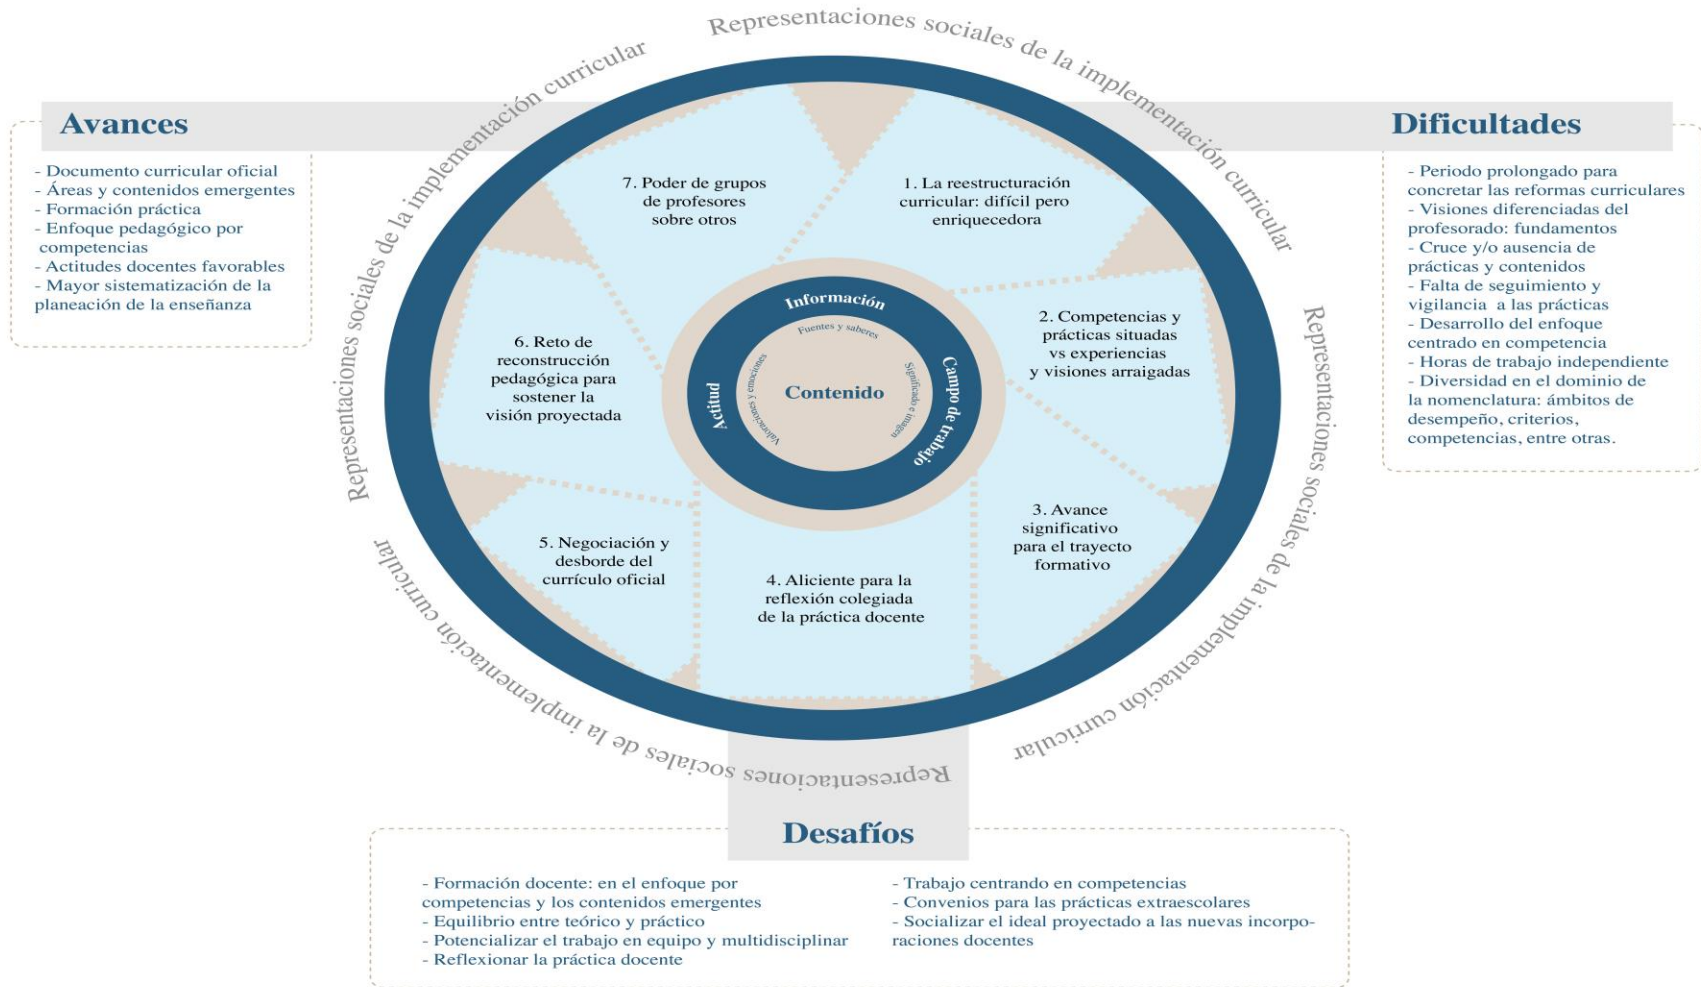 Representaciones sociales de la implementación curricular
Representaciones sociales de la implementación curricular
Representaciones sociales de la implementación curricular
Representaciones sociales de la implementación curricular
Avances
- Documento curricular oficial
- Áreas y contenidos emergentes
- Formación práctica
- Enfoque pedagógico por
competencias
- Actitudes docentes favorables
- Mayor sistematización de la
planeación de la enseñanza
Dificultades
- Periodo prolongado para
concretar las reformas curriculares
- Visiones diferenciadas del
profesorado: fundamentos
- Cruce y/o ausencia de
prácticas y contenidos
- Falta de seguimiento y
vigilancia a las prácticas
- Desarrollo del enfoque
centrado en competencia
- Horas de trabajo independiente
- Diversidad en el dominio de
la nomenclatura: ámbitos de
desempeño, criterios,
competencias, entre otras.
7. Poder de grupos
de profesores
sobre otros
1. La reestructuración
curricular: difícil pero
enriquecedora
2. Competencias y
prácticas situadas
vs experiencias
y visiones arraigadas
3. Avance
significativo
para el trayecto
formativo
4. Aliciente para la
reflexión colegiada
de la práctica docente
5. Negociación y
desborde del
currículo oficial
6. Reto de
reconstrucción
pedagógica para
sostener la
visión proyectada
Información
Fuentes y saberes
Actitud
Valoraciones y emociones
Contenido
Significado e imagen
Campo de trabajo
Desafíos
- Formación docente: en el enfoque por
competencias y los contenidos emergentes
- Equilibrio entre teórico y práctico
- Potencializar el trabajo en equipo y multidisciplinar
- Reflexionar la práctica docente
- Trabajo centrando en competencias
- Convenios para las prácticas extraescolares
- Socializar el ideal proyectado a las nuevas incorpo-
raciones docentes